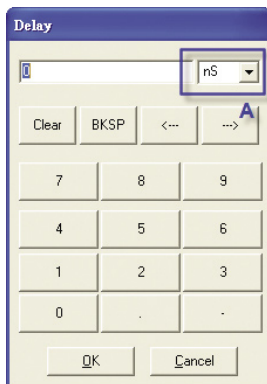 Delay
0 nS
A
Clear BKSP <--- --->
7 8 9
4 5 6
1 2 3
0 . -
OK Cancel